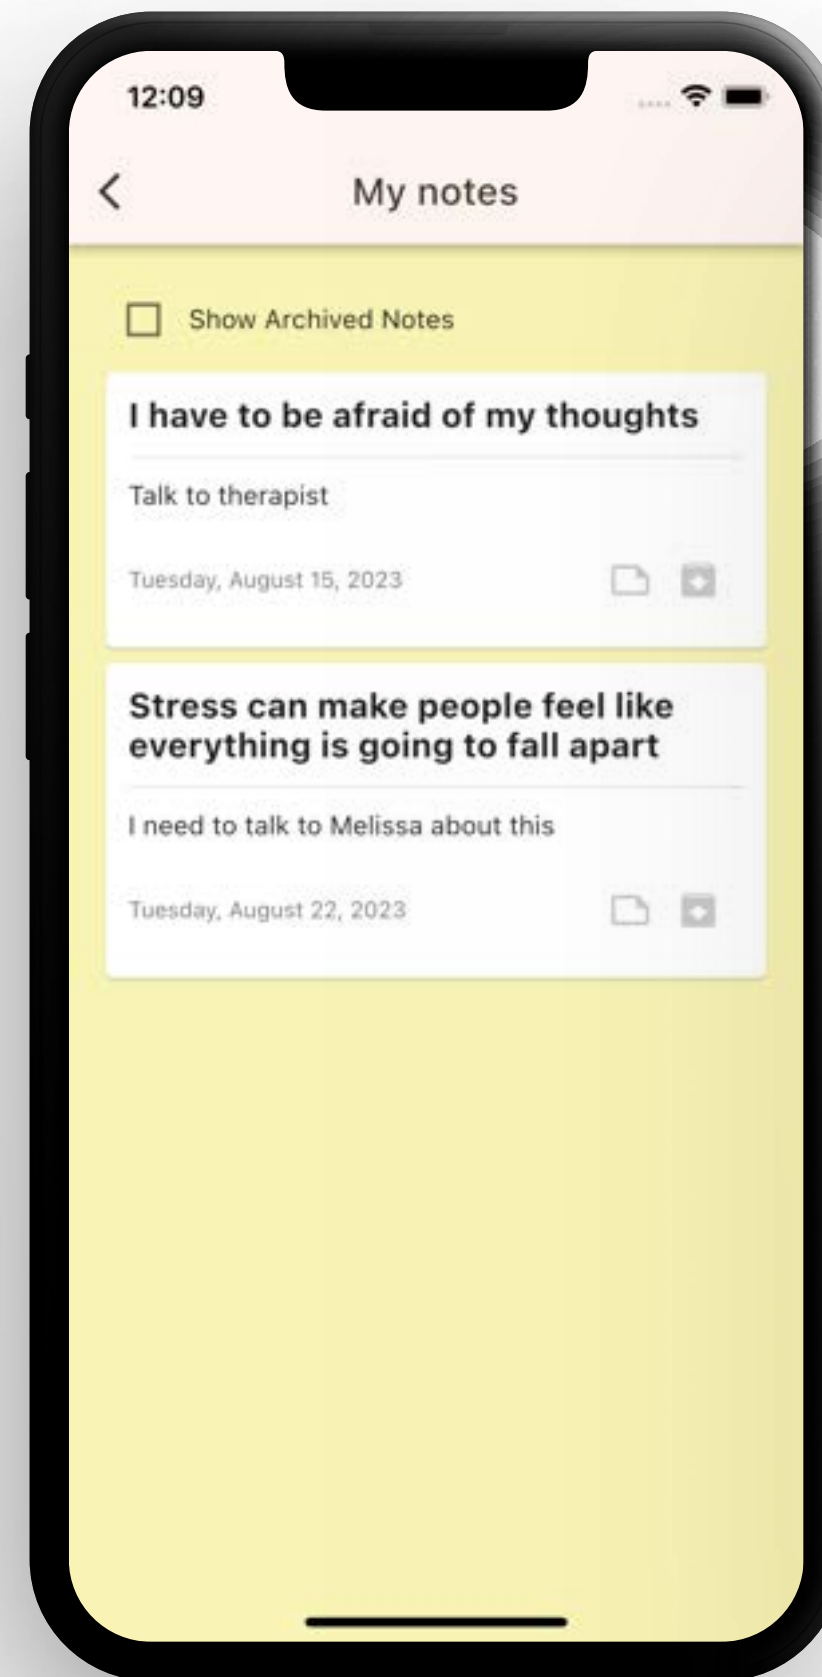 12:09
My notes
Show Archived Notes
I have to be afraid of my thoughts
Talk to therapist
Tuesday, August 15, 2023
Stress can make people feel like
everything is going to fall apart
I need to talk to Melissa about this
Tuesday, August 22, 2023